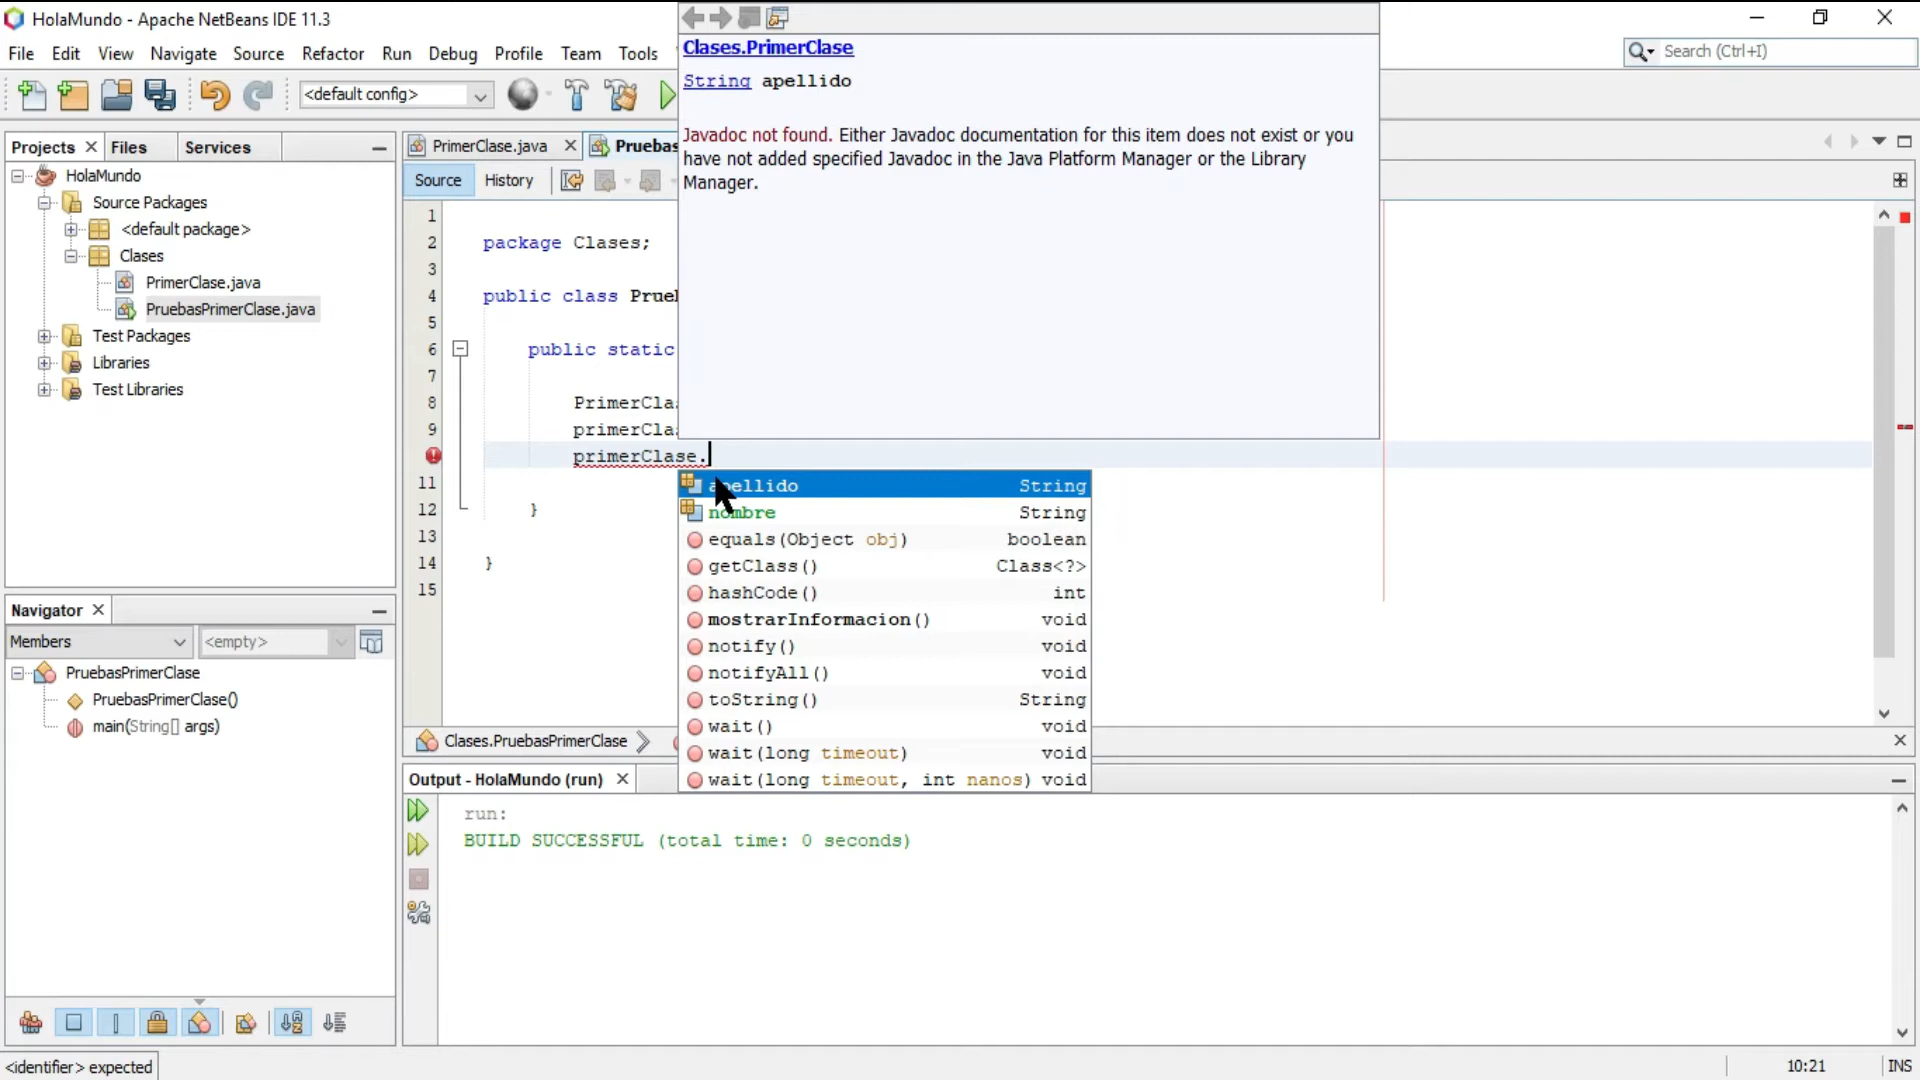 HolaMundo - Apache NetBeans IDE 11.3
File Edit View Navigate Source Refactor Run Debug Profile Team Tools
Search (Ctrl+I)
<default config>
Clases.PrimerClase
String apellido
Javadoc not found. Either Javadoc documentation for this item does not exist or you
have not added specified Javadoc in the Java Platform Manager or the Library
Manager.
Projects Files Services
HolaMundo
Source Packages
<default package>
Clases
PrimerClase.java
PruebasPrimerClase.java
Test Packages
Libraries
Test Libraries
PrimerClase.java Pruebas
Source History
1
2 package Clases;
3
4 public class Prue
5
6 public static
7
8 PrimerClas
9 primerClas
primerClase.
11
12 }
13
14 }
15
apellido String
nombre String
equals(Object obj) boolean
getClass() Class<?>
hashCode() int
mostrarInformacion() void
notify() void
notifyAll() void
toString() String
wait() void
wait(long timeout) void
wait(long timeout, int nanos) void
Navigator
Members <empty>
PruebasPrimerClase
PruebasPrimerClase()
main(String[] args)
Clases.PruebasPrimerClase
Output - HolaMundo (run)
run:
BUILD SUCCESSFUL (total time: 0 seconds)
<identifier> expected
10:21 INS